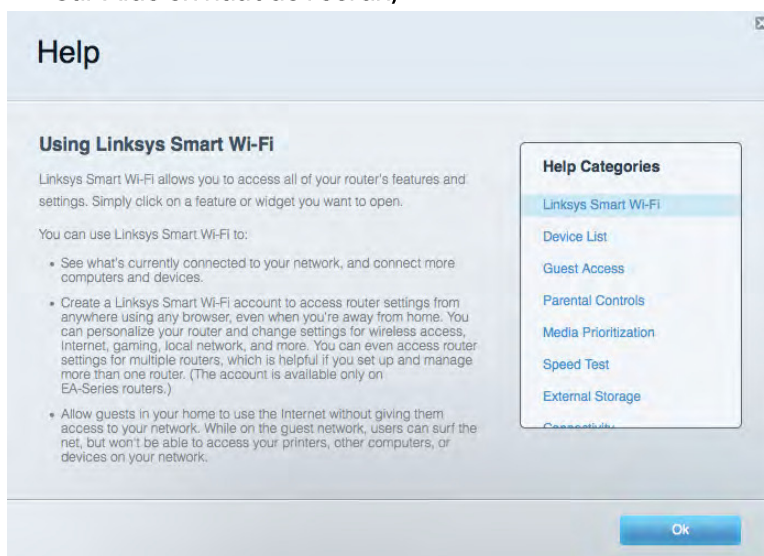 Help
Using Linksys Smart Wi-Fi
Linksys Smart Wi-Fi allows you to access all of your router's features and
settings. Simply click on a feature or widget you want to open.
You can use Linksys Smart Wi-Fi to:
• See what's currently connected to your network, and connect more
computers and devices.
• Create a Linksys Smart Wi-Fi account to access router settings from
anywhere using any browser, even when you're away from home. You
can personalize your router and change settings for wireless access,
Internet, gaming, local network, and more. You can even access router
settings for multiple routers, which is helpful if you set up and manage
more than one router. (The account is available only on
EA-Series routers.)
• Allow guests in your home to use the Internet without giving them
access to your network. While on the guest network, users can surf the
net, but won't be able to access your printers, other computers, or
devices on your network.
Help Categories
Linksys Smart Wi-Fi
Device List
Guest Access
Parental Controls
Media Prioritization
Speed Test
External Storage
Connectivity
Ok